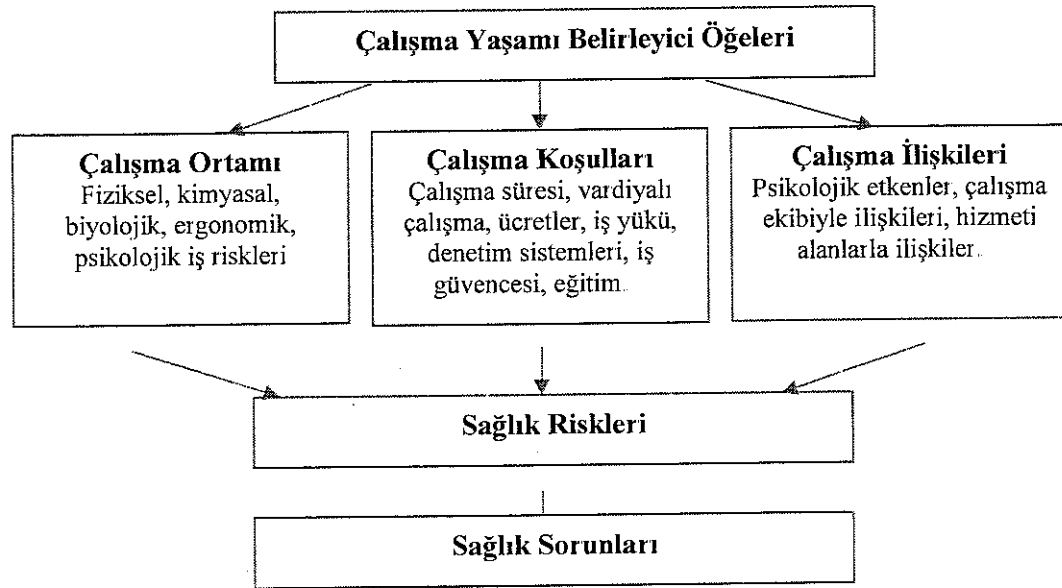 Çalışma Yaşamı Belirleyici Öğeleri
Çalışma Ortamı
Fiziksel, kimyasal,
biyolojik, ergonomik,
psikolojik iş riskleri
Çalışma Koşulları
Çalışma süresi, vardiyalı
çalışma, ücretler, iş yükü,
denetim sistemleri, iş
güvencesi, eğitim..
Çalışma İlişkileri
Psikolojik etkenler, çalışma
ekibiyle ilişkileri, hizmeti
alanlarla ilişkiler..
Sağlık Riskleri
Sağlık Sorunları